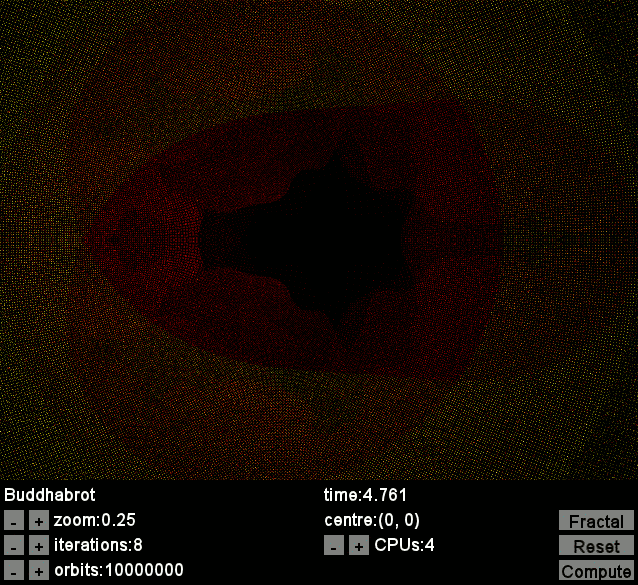 Buddhabrot time:4.761
- + zoom:0.25 centre:(0, 0) Fractal
- + iterations:8 - + CPUs:4 Reset
- + orbits:10000000 Compute